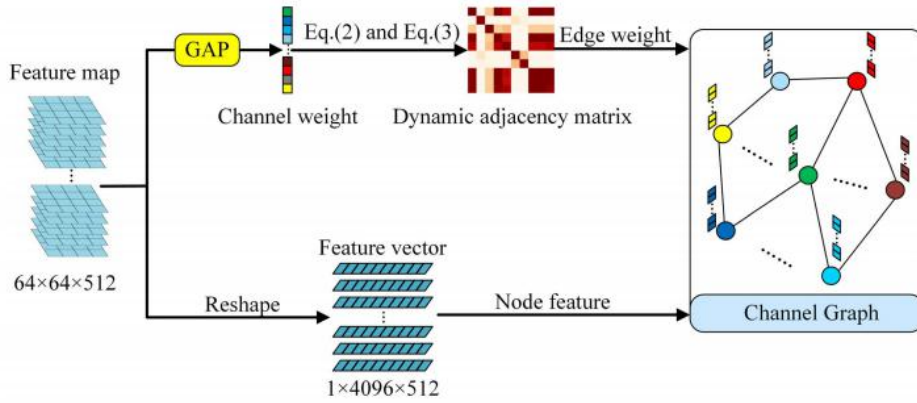 GAP
Eq.(2) and Eq.(3)
Edge weight
Feature map
Channel weight
Dynamic adjacency matrix
Feature vector
64×64×512
Reshape
Node feature
Channel Graph
1×4096×512